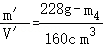 m′/V′ = 228g−m₄/160cm³